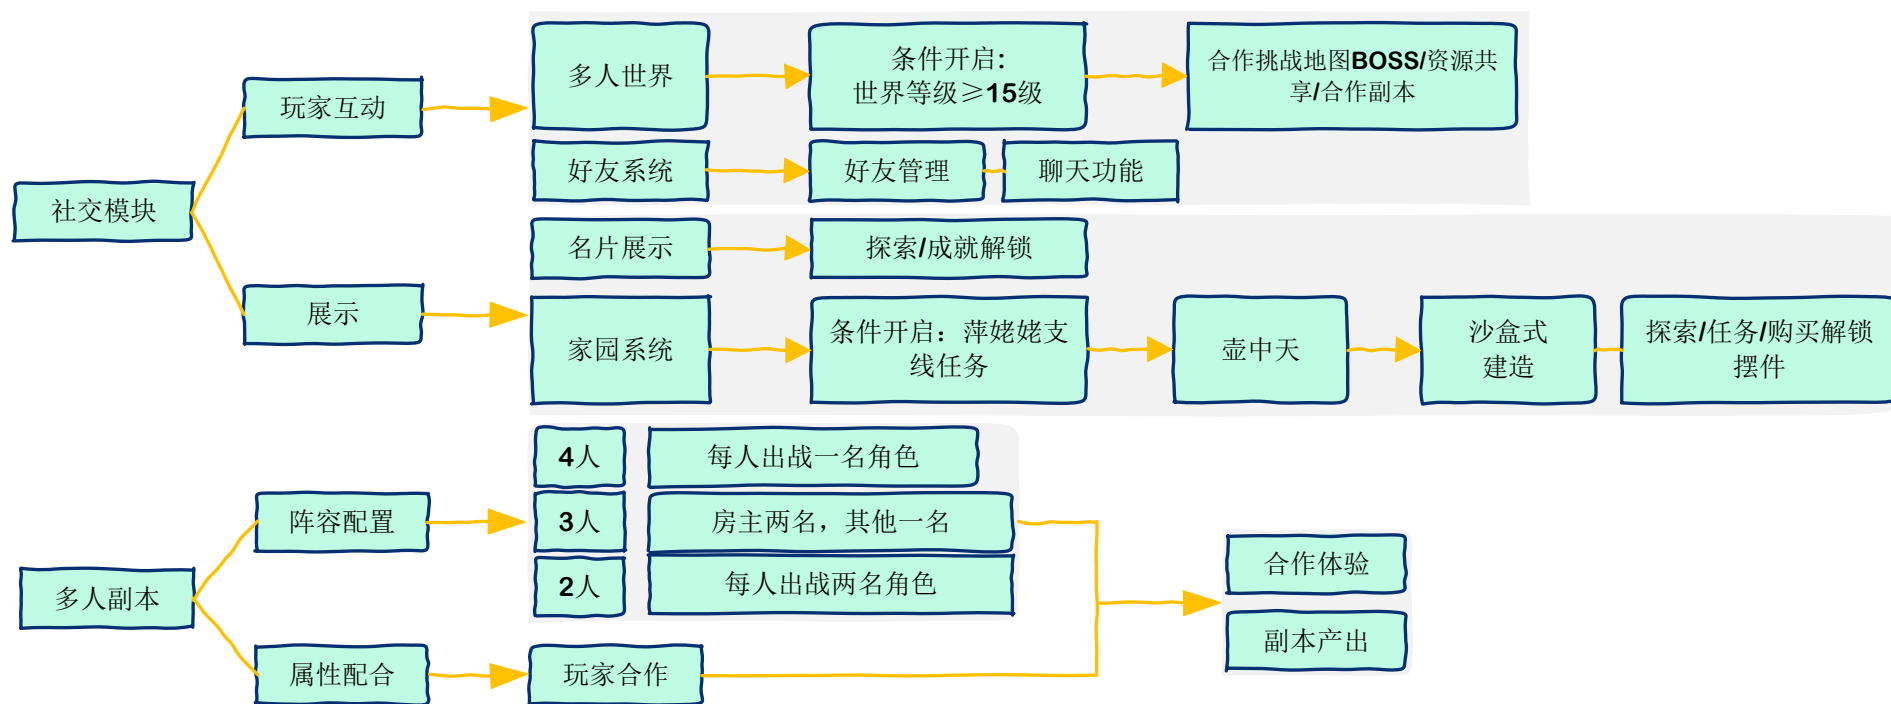 社交模块
玩家互动
多人世界
条件开启:
世界等级≥15级
合作挑战地图BOSS/资源共
享/合作副本
好友系统
好友管理
聊天功能
展示
名片展示
探索/成就解锁
家园系统
条件开启：萍姥姥支
线任务
壶中天
沙盒式
建造
探索/任务/购买解锁
摆件
多人副本
阵容配置
4人
每人出战一名角色
3人
房主两名，其他一名
2人
每人出战两名角色
属性配合
玩家合作
合作体验
副本产出